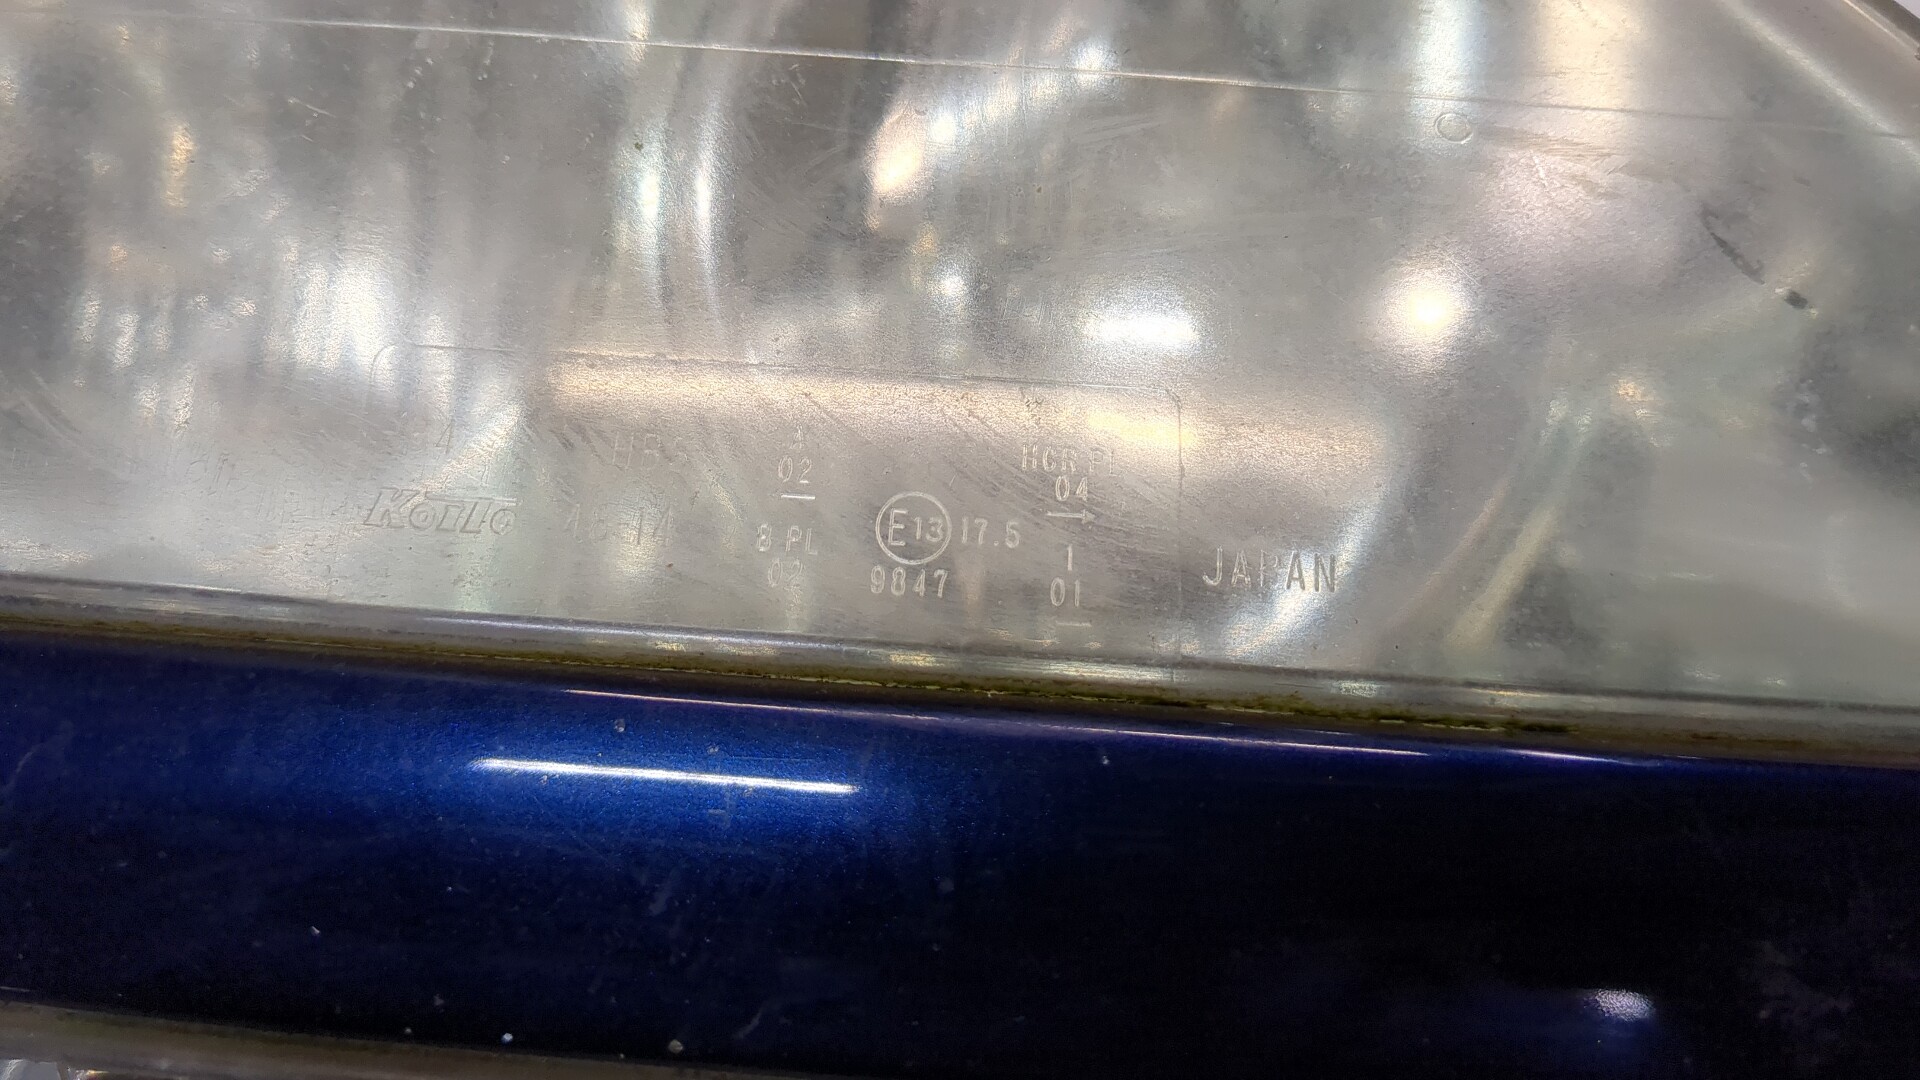 A
02
HCR PL
04
KOITO
E13 17.5
8 PL
02
9847
1
01
JAPAN